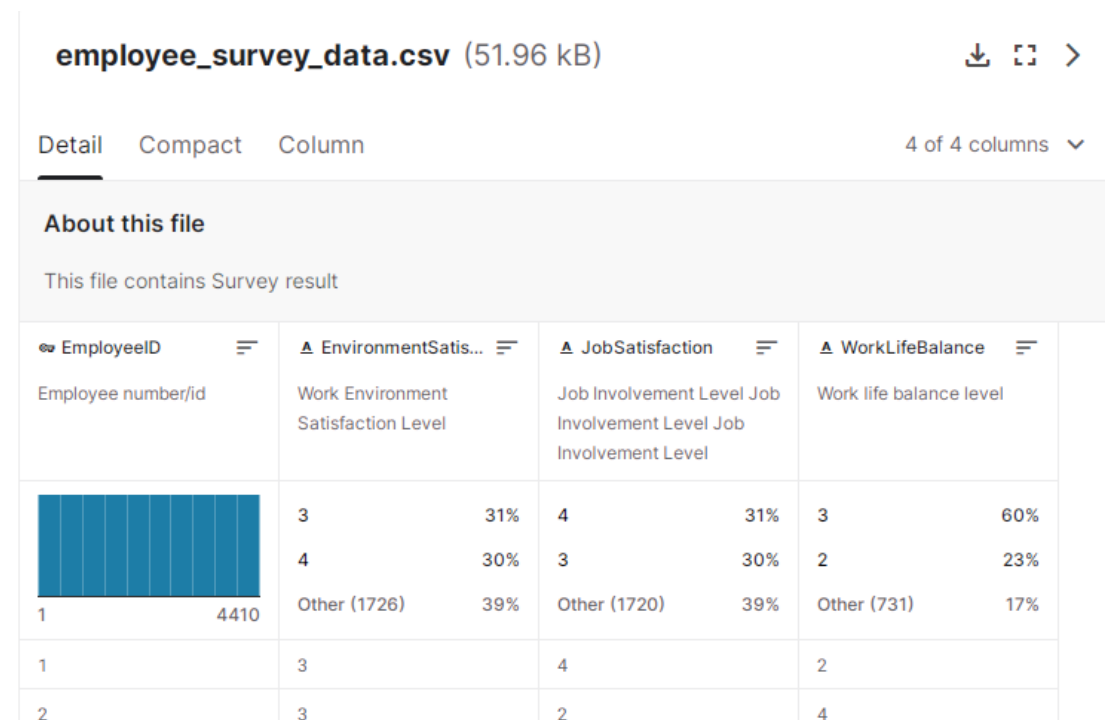 employee_survey_data.csv (51.96 kB)
Detail Compact Column 4 of 4 columns
About this file
This file contains Survey result
EmployeeID EnvironmentSatis... JobSatisfaction WorkLifeBalance
Employee number/id
Work Environment
Satisfaction Level
Job Involvement Level Job
Involvement Level Job
Involvement Level
Work life balance level
1 4410
3 31%
4 30%
Other (1726) 39%
4 31%
3 30%
Other (1720) 39%
3 60%
2 23%
Other (731) 17%
1 3 4 2
2 3 2 4